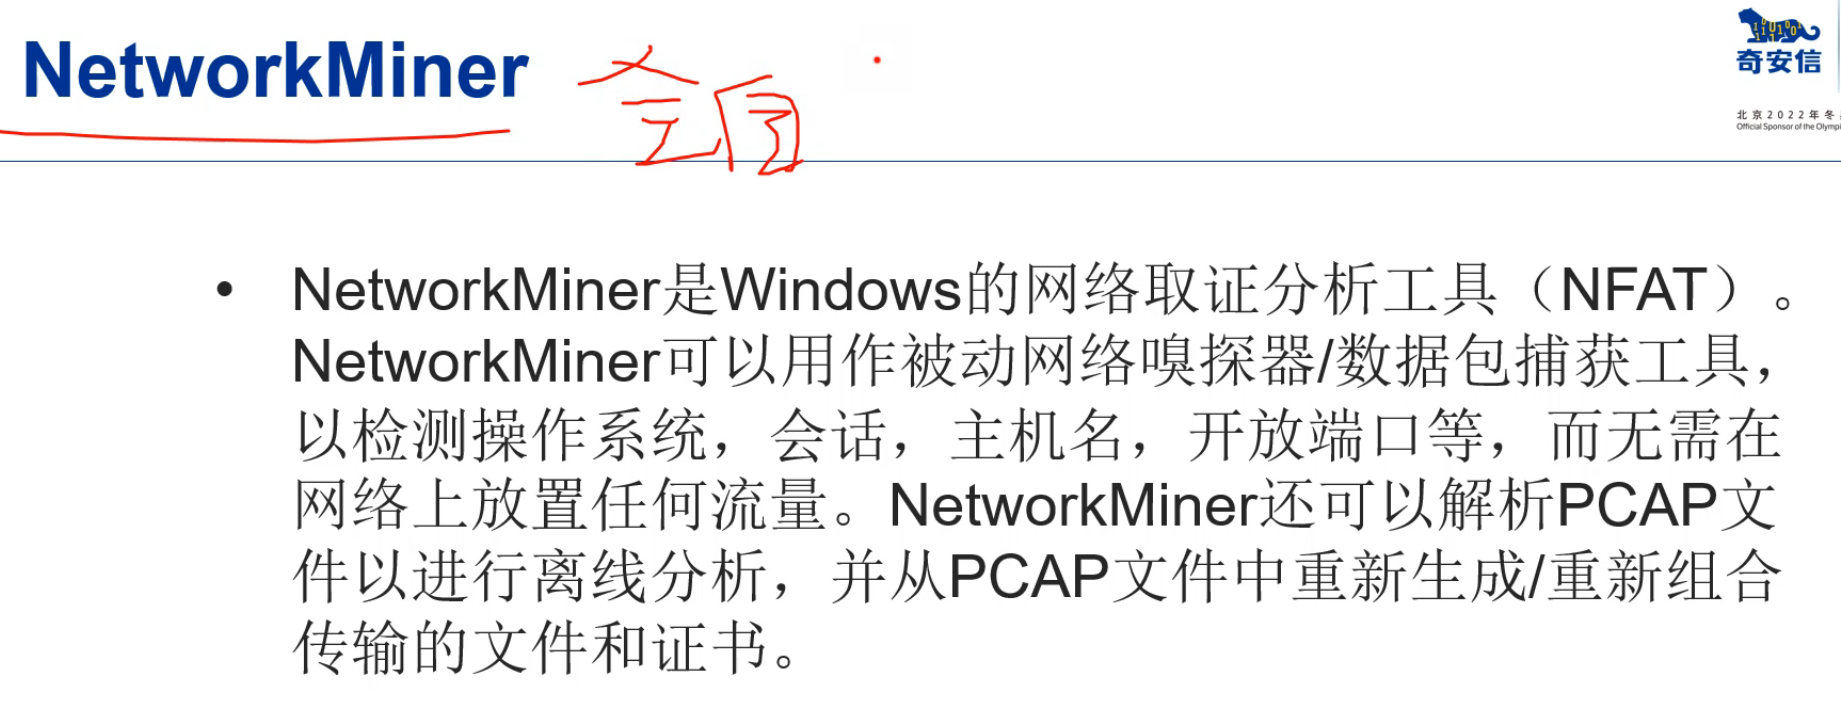 NetworkMiner
奇安信
北京2022年冬
Official Sponsor of the Olymp
• NetworkMiner是Windows的网络取证分析工具（NFAT）。
NetworkMiner可以用作被动网络嗅探器/数据包捕获工具，
以检测操作系统，会话，主机名，开放端口等，而无需在
网络上放置任何流量。NetworkMiner还可以解析PCAP文
件以进行离线分析，并从PCAP文件中重新生成/重新组合
传输的文件和证书。